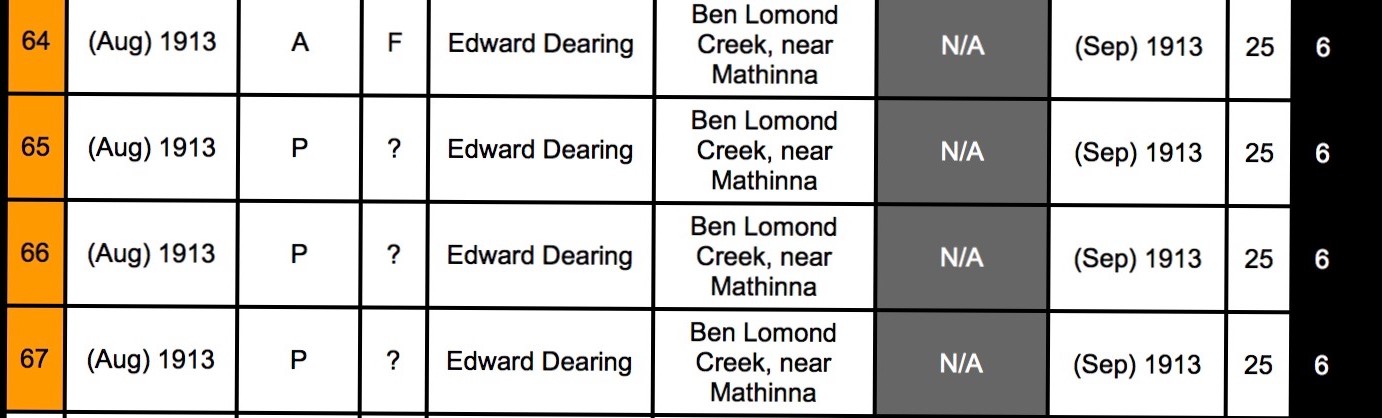 64 (Aug) 1913 A F Edward Dearing Ben Lomond Creek, near Mathinna N/A (Sep) 1913 25 6
65 (Aug) 1913 P ? Edward Dearing Ben Lomond Creek, near Mathinna N/A (Sep) 1913 25 6
66 (Aug) 1913 P ? Edward Dearing Ben Lomond Creek, near Mathinna N/A (Sep) 1913 25 6
67 (Aug) 1913 P ? Edward Dearing Ben Lomond Creek, near Mathinna N/A (Sep) 1913 25 6